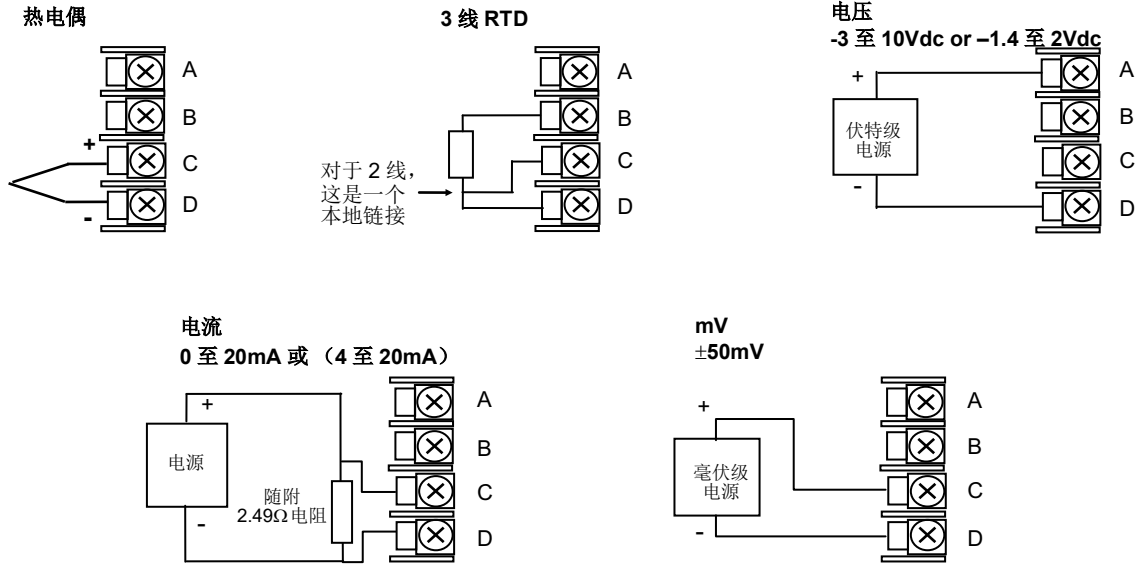 热电偶
A
B
+
C
D
-
3 线 RTD
A
B
C
D
对于 2 线，
这是一个
本地链接
电压
-3 至 10Vdc or –1.4 至 2Vdc
+
伏特级
电源
-
A
B
C
D
电流
0 至 20mA 或 （4 至 20mA）
+
电源
-
随附
2.49Ω 电阻
A
B
C
D
mV
±50mV
+
毫伏级
电源
-
A
B
C
D